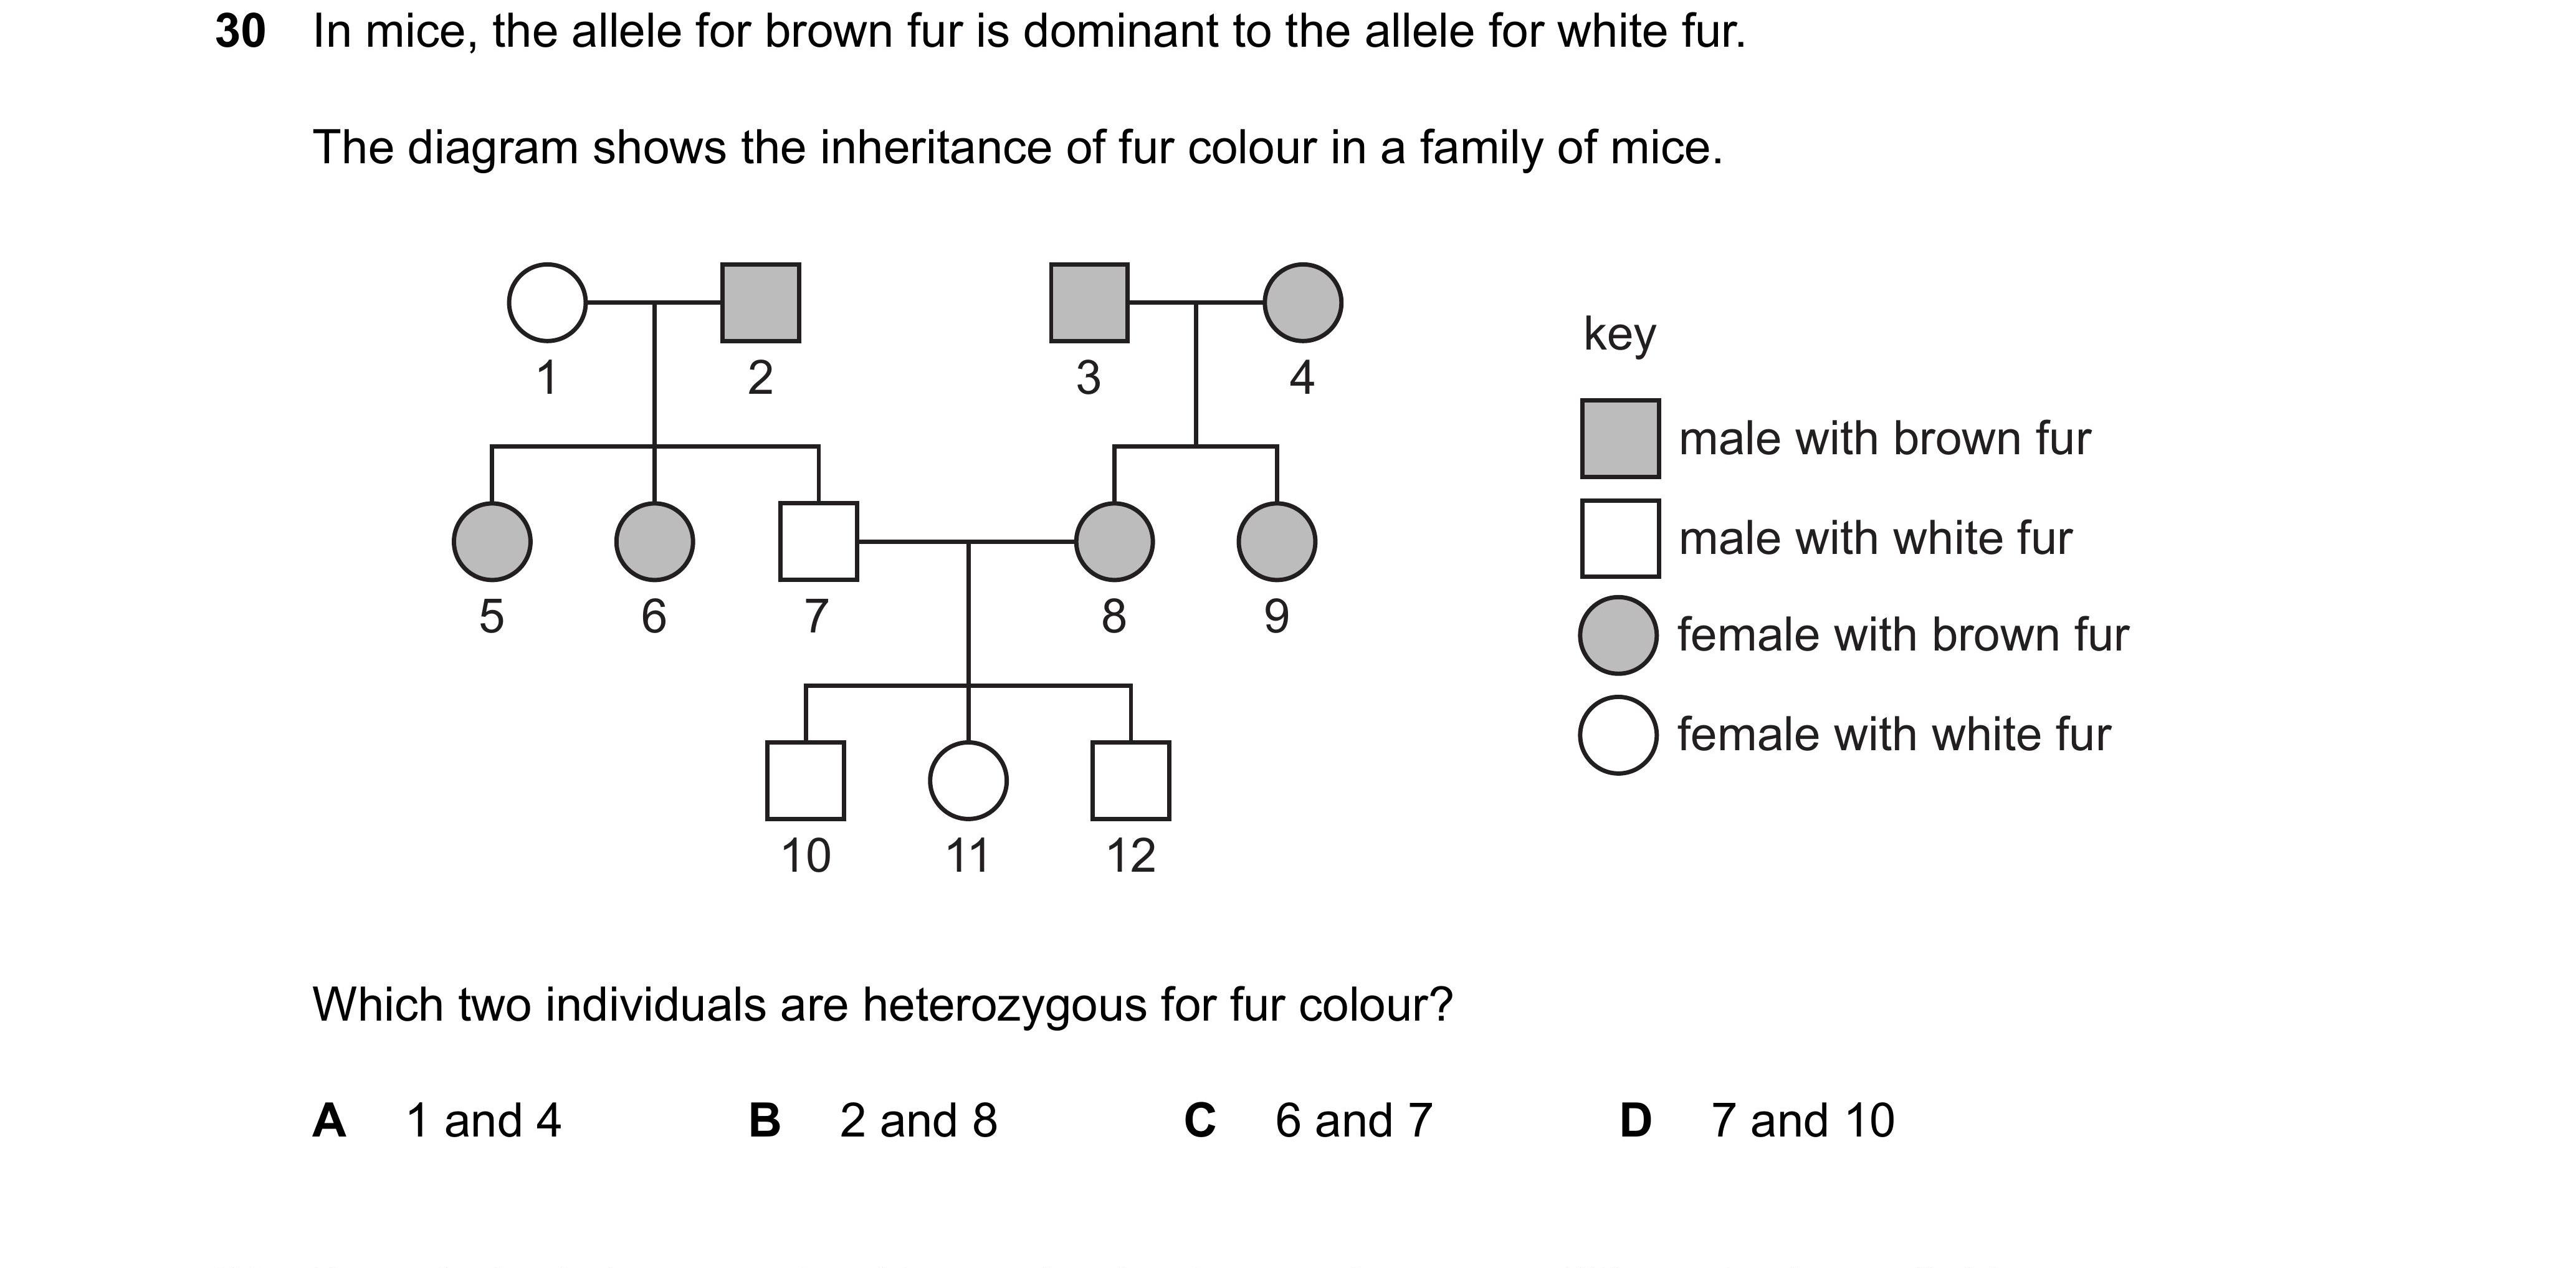 30 In mice, the allele for brown fur is dominant to the allele for white fur.
The diagram shows the inheritance of fur colour in a family of mice.
1 2 3 4
key
male with brown fur
male with white fur
5 6 7 8 9
female with brown fur
female with white fur
10 11 12
Which two individuals are heterozygous for fur colour?
A 1 and 4 B 2 and 8 C 6 and 7 D 7 and 10